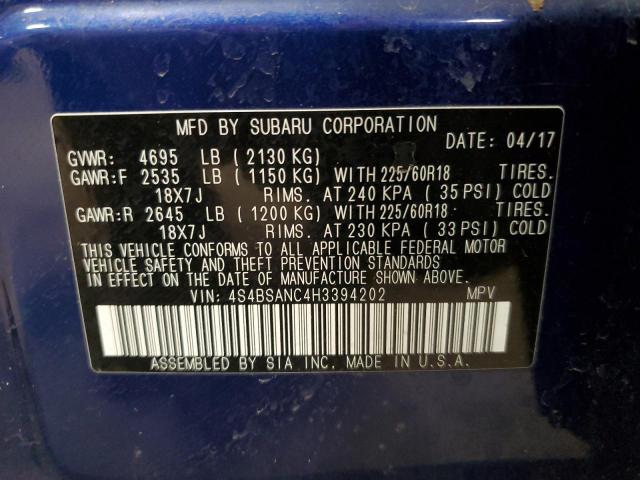 MFD BY SUBARU CORPORATION
DATE: 04/17
GVWR: 4695 LB ( 2130 KG)
GAWR:F 2535 LB ( 1150 KG) WITH 225/60R18 TIRES.
18X7J RIMS. AT 240 KPA ( 35 PSI) COLD
GAWR:R 2645 LB ( 1200 KG) WITH 225/60R18 TIRES.
18X7J RIMS. AT 230 KPA ( 33 PSI) COLD
THIS VEHICLE CONFORMS TO ALL APPLICABLE FEDERAL MOTOR
VEHICLE SAFETY AND THEFT PREVENTION STANDARDS
IN EFFECT ON THE DATE OF MANUFACTURE SHOWN ABOVE.
VIN: 4S4BSANC4H3394202 MPV
ASSEMBLED BY SIA INC. MADE IN U.S.A.